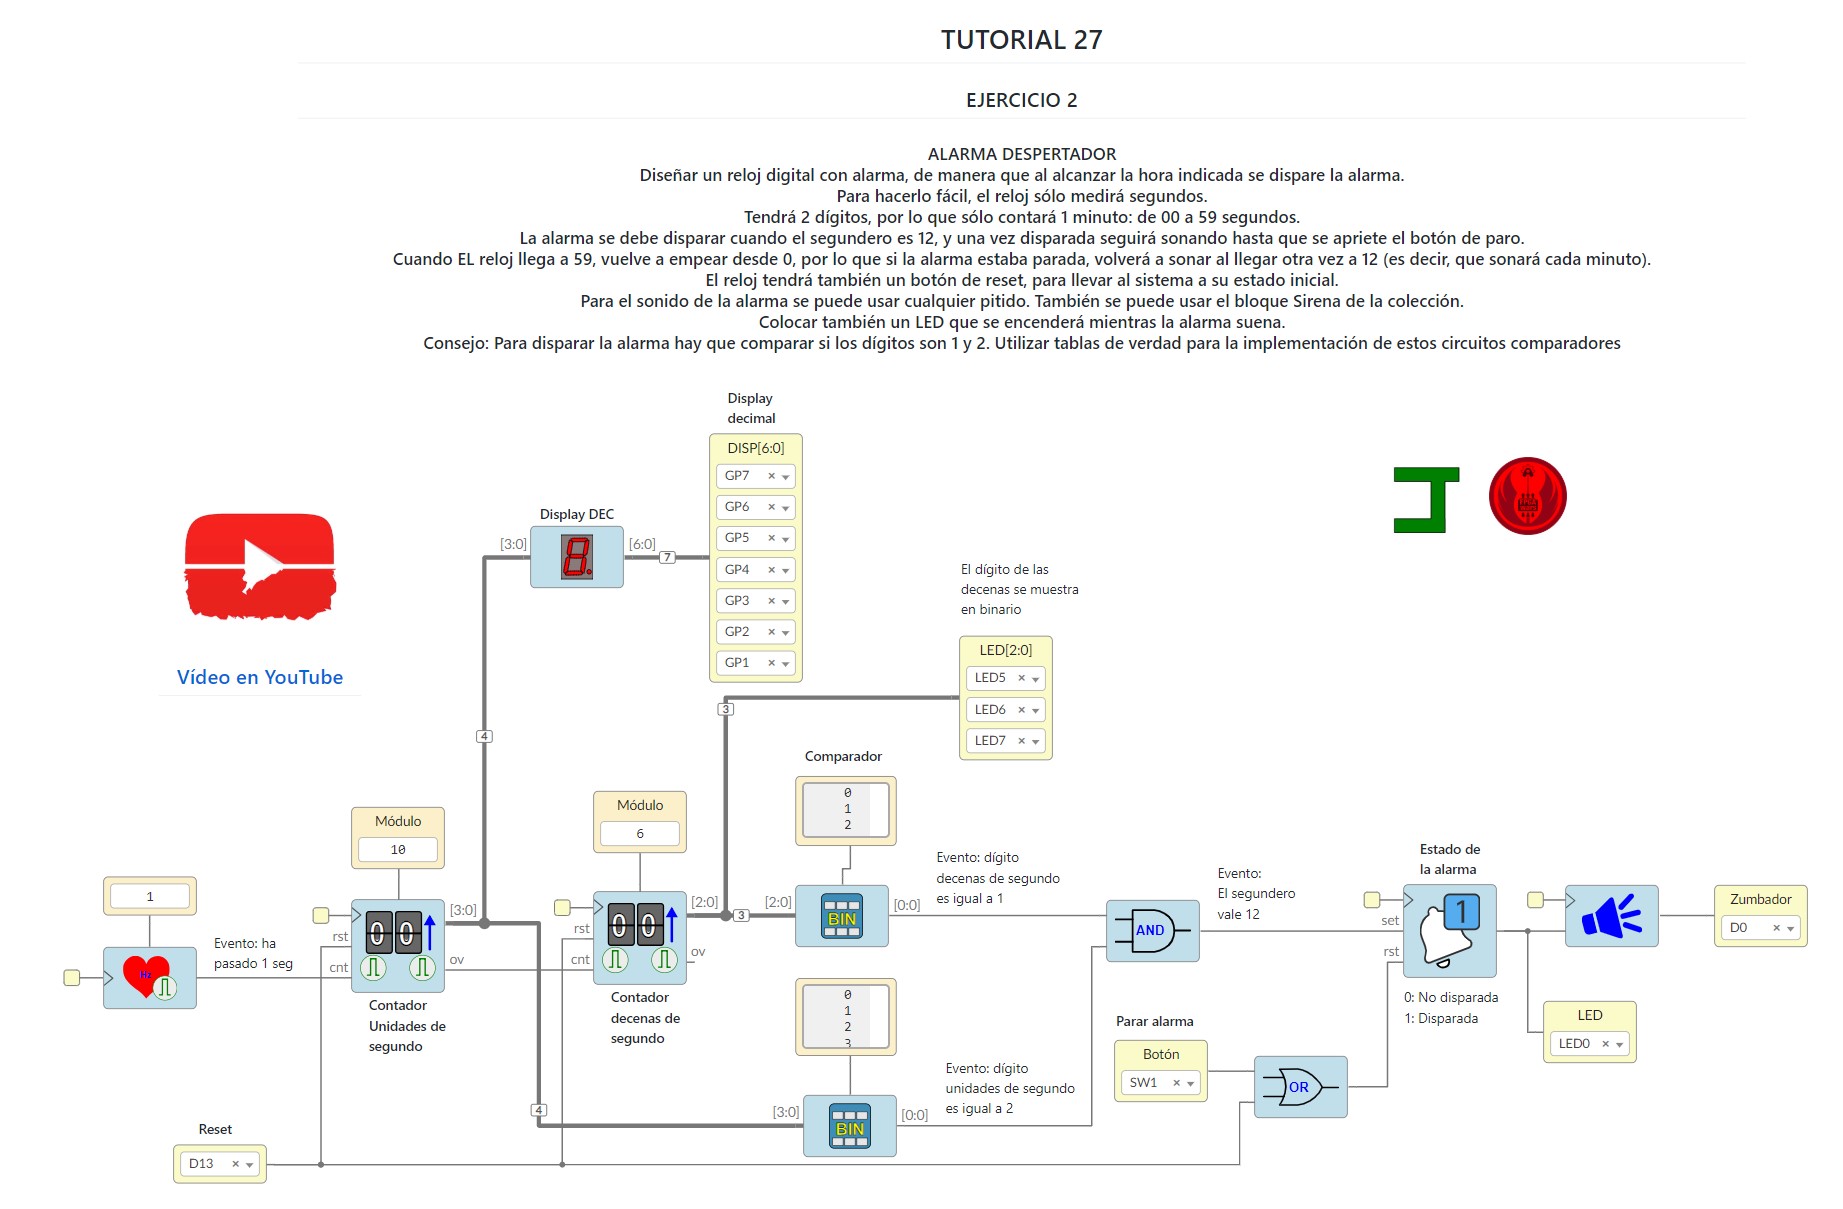 TUTORIAL 27
EJERCICIO 2
ALARMA DESPERTADOR
Diseñar un reloj digital con alarma, de manera que al alcanzar la hora indicada se dispare la alarma.
Para hacerlo fácil, el reloj sólo medirá segundos.
Tendrá 2 dígitos, por lo que sólo contará 1 minuto: de 00 a 59 segundos.
La alarma se debe disparar cuando el segundero es 12, y una vez disparada seguirá sonando hasta que se apriete el botón de paro.
Cuando EL reloj llega a 59, vuelve a empear desde 0, por lo que si la alarma estaba parada, volverá a sonar al llegar otra vez a 12 (es decir, que sonará cada minuto).
El reloj tendrá también un botón de reset, para llevar al sistema a su estado inicial.
Para el sonido de la alarma se puede usar cualquier pitido. También se puede usar el bloque Sirena de la colección.
Colocar también un LED que se encenderá mientras la alarma suena.
Consejo: Para disparar la alarma hay que comparar si los dígitos son 1 y 2. Utilizar tablas de verdad para la implementación de estos circuitos comparadores
Display
decimal
DISP[6:0]
GP7 × ▾
GP6 × ▾
GP5 × ▾
GP4 × ▾
GP3 × ▾
GP2 × ▾
GP1 × ▾
Display DEC
[3:0]
[6:0]
7
8.
Vídeo en YouTube
El dígito de las
decenas se muestra
en binario
LED[2:0]
LED5 × ▾
LED6 × ▾
LED7 × ▾
3
4
Comparador
0
1
2
Módulo
10
Módulo
6
1
Hz
Evento: ha
pasado 1 seg
rst
cnt
00
[3:0]
ov
Contador
Unidades de
segundo
rst
cnt
00
[2:0]
ov
Contador
decenas de
segundo
3
[2:0]
BIN
[0:0]
Evento: dígito
decenas de segundo
es igual a 1
0
1
2
3
4
[3:0]
BIN
[0:0]
Evento: dígito
unidades de segundo
es igual a 2
AND
Evento:
El segundero
vale 12
Estado de
la alarma
set
rst
1
0: No disparada
1: Disparada
Zumbador
D0 × ▾
LED
LED0 × ▾
Parar alarma
Botón
SW1 × ▾
OR
Reset
D13 × ▾